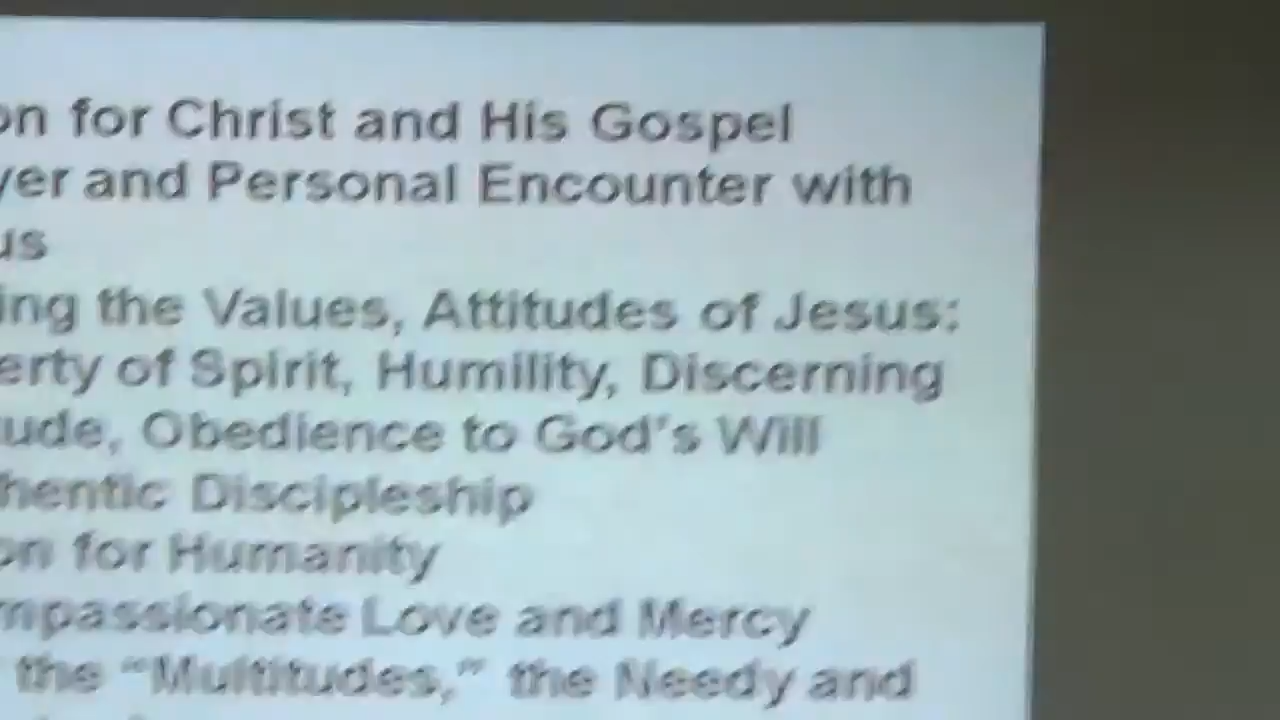 on for Christ and His Gospel
yer and Personal Encounter with
us
ing the Values, Attitudes of Jesus:
erty of Spirit, Humility, Discerning
ude, Obedience to God's Will
hentic Discipleship
on for Humanity
mpassionate Love and Mercy
the “Multitudes,” the Needy and